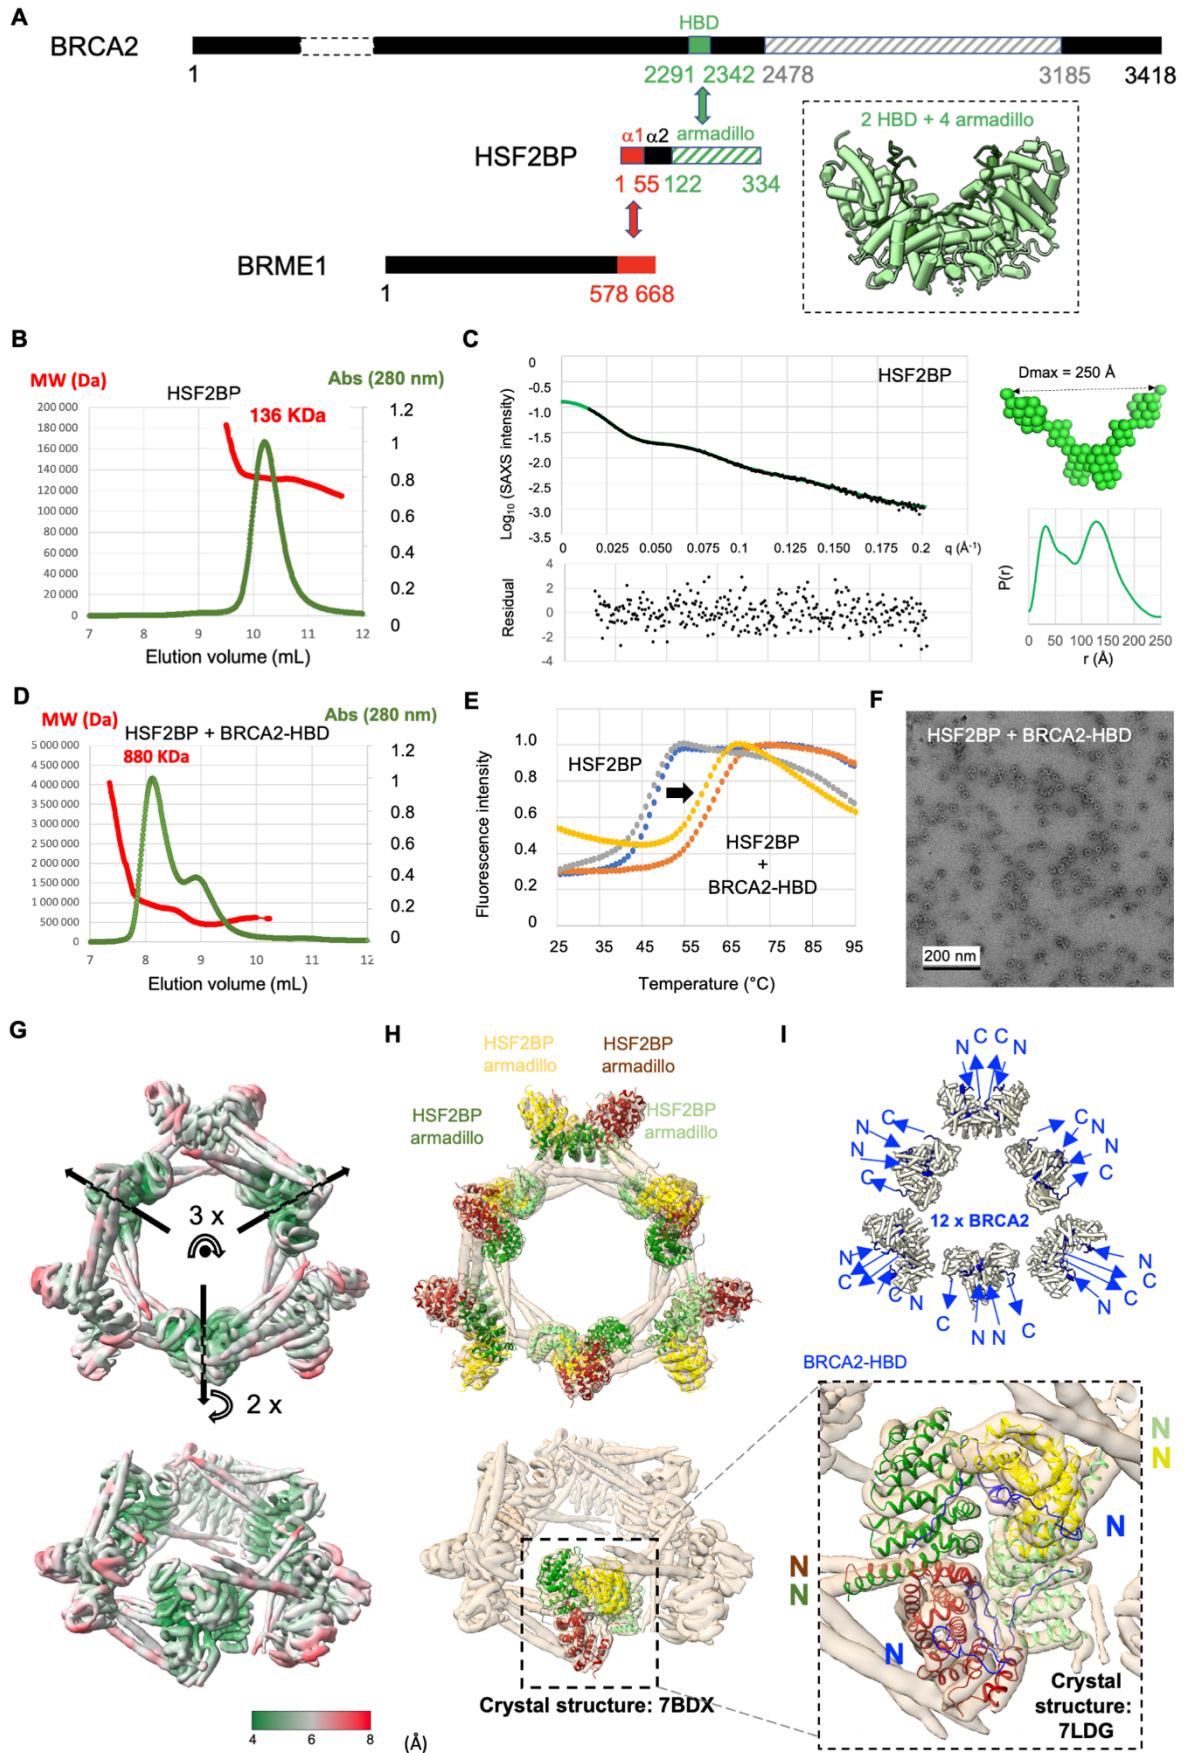 A
HBD
BRCA2
1
2291 2342 2478
3185
3418
α1 α2 armadillo
HSF2BP
1 55 122
334
2 HBD + 4 armadillo
BRME1
1
578 668
B
MW (Da)
HSF2BP
Abs (280 nm)
136 KDa
200 000
180 000
160 000
140 000
120 000
100 000
80 000
60 000
40 000
20 000
0
1.2
1
0.8
0.6
0.4
0.2
0
7 8 9 10 11 12
Elution volume (mL)
C
Log₁₀ (SAXS intensity)
0
-0.5
-1.0
-1.5
-2.0
-2.5
-3.0
-3.5
HSF2BP
0 0.025 0.050 0.075 0.1 0.125 0.150 0.175 0.2 q (Å⁻¹)
Residual
4
2
0
-2
-4
Dmax = 250 Å
P(r)
0 50 100 150 200 250
r (Å)
D
MW (Da)
HSF2BP + BRCA2-HBD
Abs (280 nm)
880 KDa
5 000 000
4 500 000
4 000 000
3 500 000
3 000 000
2 500 000
2 000 000
1 500 000
1 000 000
500 000
0
1.2
1
0.8
0.6
0.4
0.2
0
7 8 9 10 11 12
Elution volume (mL)
E
Fluorescence intensity
1.0
0.8
0.6
0.4
0.2
0
HSF2BP
HSF2BP
+
BRCA2-HBD
25 35 45 55 65 75 85 95
Temperature (°C)
F
HSF2BP + BRCA2-HBD
200 nm
G
3 x
2 x
4 6 8 (Å)
H
HSF2BP
armadillo
HSF2BP
armadillo
HSF2BP
armadillo
HSF2BP
armadillo
Crystal structure: 7BDX
I
N C C N
C
N
N
C
C
N
C
12 x BRCA2
N
C
N
C
C
N N
C
N
C
BRCA2-HBD
N
N
N
N
N
N
Crystal
structure:
7LDG